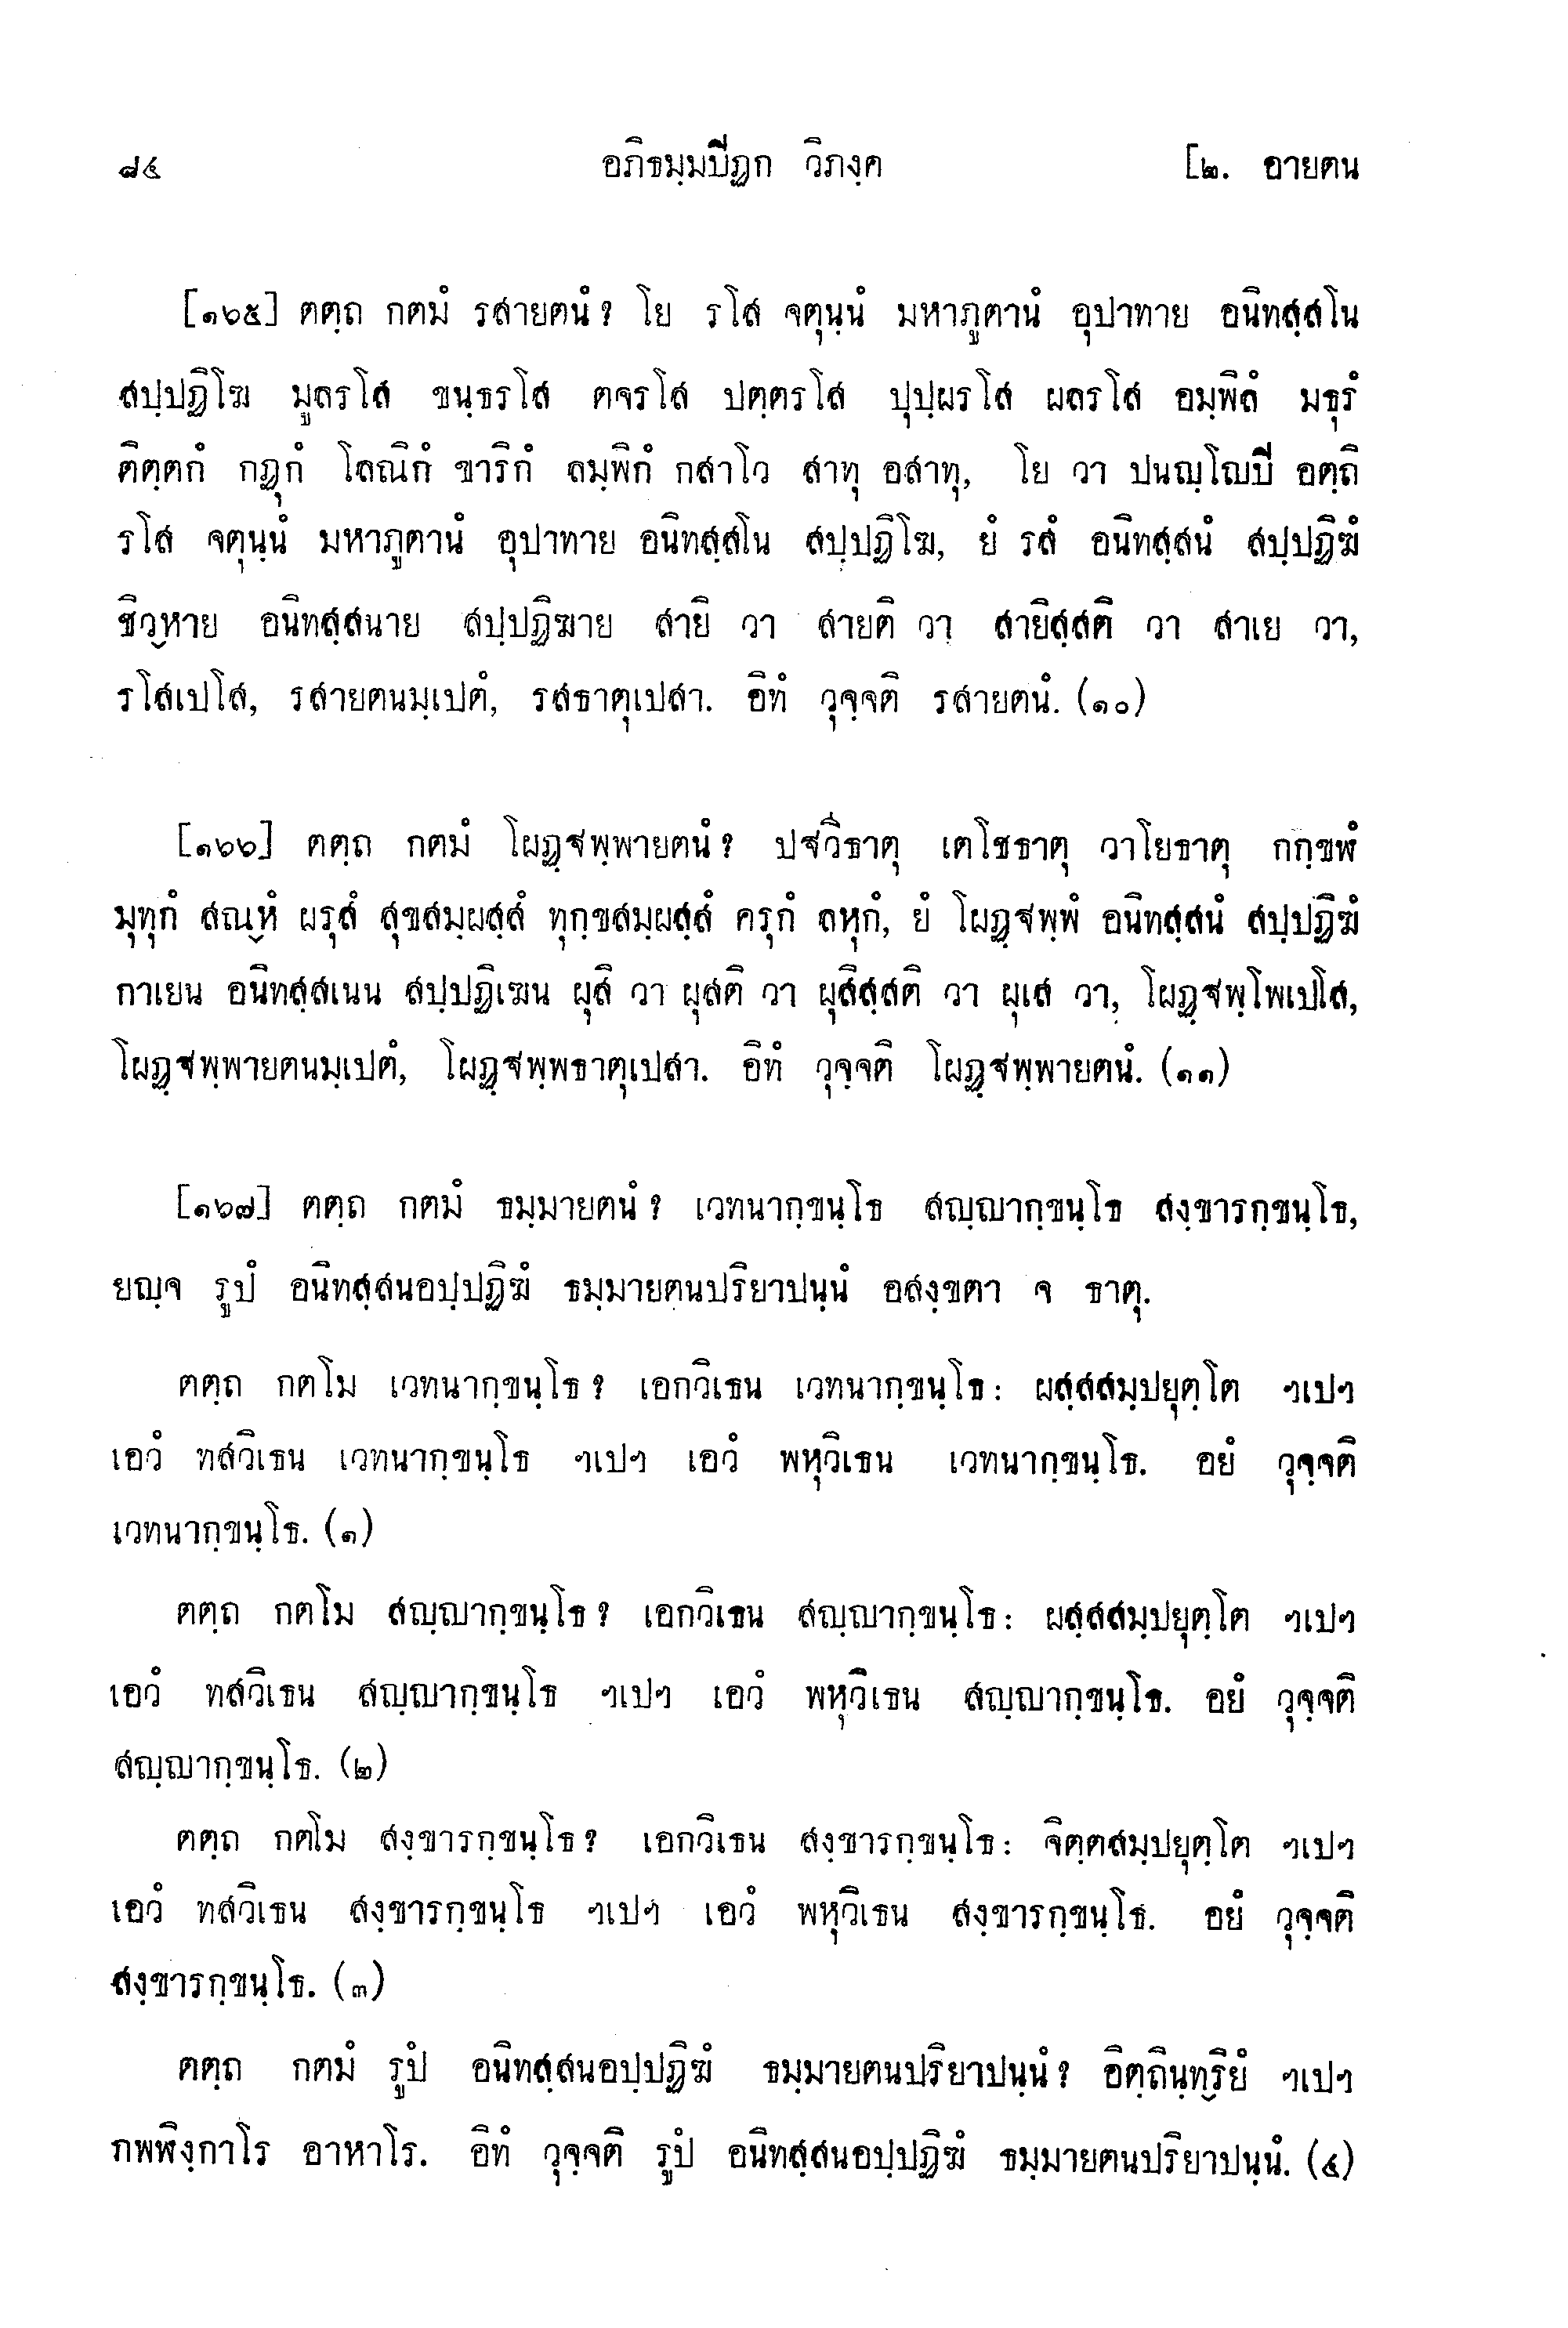 ๘๔ อภิธมฺมปิฏก วิภงฺค [๒. อายตน
[๑๖๕] ตตฺถ กตมํ รสายตนํ? โย รโส จตุนฺนํ มหาภูตานํ อุปาทาย อนิทสฺสโน
สปฺปฏิโฆ มูลรโส ขนฺธรโส ตจรโส ปตฺตรโส ปุปฺผรโส ผลรโส อมฺพิลํ มธุรํ
ติตฺตกํ กฏุกํ โลณิกํ ขาริกํ ลมฺพิกํ กสาโว สาทุ อสาทุ, โย วา ปนญฺโญปิ อตฺถิ
รโส จตุนฺนํ มหาภูตานํ อุปาทาย อนิทสฺสโน สปฺปฏิโฆ, ยํ รสํ อนิทสฺสนํ สปฺปฏิฆํ
ชิวฺหาย อนิทสฺสนาย สปฺปฏิฆาย สายิ วา สายติ วา สายิสฺสติ วา สาเย วา,
รโสเปโส, รสายตนมฺเปตํ, รสธาตุเปสา. อิทํ วุจฺจติ รสายตนํ. (๑๐)
[๑๖๖] ตตฺถ กตมํ โผฏฺฐพฺพายตนํ? ปฐวีธาตุ เตโชธาตุ วาโยธาตุ กกฺขฬํ
มุทุกํ สณฺหํ ผรุสํ สุขสมฺผสฺสํ ทุกฺขสมฺผสฺสํ ครุกํ ลหุกํ, ยํ โผฏฺฐพฺพํ อนิทสฺสนํ สปฺปฏิฆํ
กาเยน อนิทสฺสเนน สปฺปฏิเฆน ผุสิ วา ผุสติ วา ผุสิสฺสติ วา ผุเส วา, โผฏฺฐพฺโพเปโส,
โผฏฺฐพฺพายตนมฺเปตํ, โผฏฺฐพฺพธาตุเปสา. อิทํ วุจฺจติ โผฏฺฐพฺพายตนํ. (๑๑)
[๑๖๗] ตตฺถ กตมํ ธมฺมายตนํ? เวทนากฺขนฺโธ สญฺญากฺขนฺโธ สงฺขารกฺขนฺโธ,
ยญฺจ รูปํ อนิทสฺสนอปฺปฏิฆํ ธมฺมายตนปริยาปนฺนํ อสงฺขตา จ ธาตุ.
ตตฺถ กตโม เวทนากฺขนฺโธ? เอกวิเธน เวทนากฺขนฺโธ: ผสฺสสมฺปยุตฺโต ฯเปฯ
เอวํ ทสวิเธน เวทนากฺขนฺโธ ฯเปฯ เอวํ พหุวิเธน เวทนากฺขนฺโธ. อยํ วุจฺจติ
เวทนากฺขนฺโธ. (๑)
ตตฺถ กตโม สญฺญากฺขนฺโธ? เอกวิเธน สญฺญากฺขนฺโธ: ผสฺสสมฺปยุตฺโต ฯเปฯ
เอวํ ทสวิเธน สญฺญากฺขนฺโธ ฯเปฯ เอวํ พหุวิเธน สญฺญากฺขนฺโธ. อยํ วุจฺจติ
สญฺญากฺขนฺโธ. (๒)
ตตฺถ กตโม สงฺขารกฺขนฺโธ? เอกวิเธน สงฺขารกฺขนฺโธ: จิตฺตสมฺปยุตฺโต ฯเปฯ
เอวํ ทสวิเธน สงฺขารกฺขนฺโธ ฯเปฯ เอวํ พหุวิเธน สงฺขารกฺขนฺโธ. อยํ วุจฺจติ
สงฺขารกฺขนฺโธ. (๓)
ตตฺถ กตมํ รูปํ อนิทสฺสนอปฺปฏิฆํ ธมฺมายตนปริยาปนฺนํ? อิตฺถินฺทฺริยํ ฯเปฯ
กพพิงฺกาโร อาหาโร. อิทํ วุจฺจติ รูปํ อนิทสฺสนอปฺปฏิฆํ ธมฺมายตนปริยาปนฺนํ. (๔)